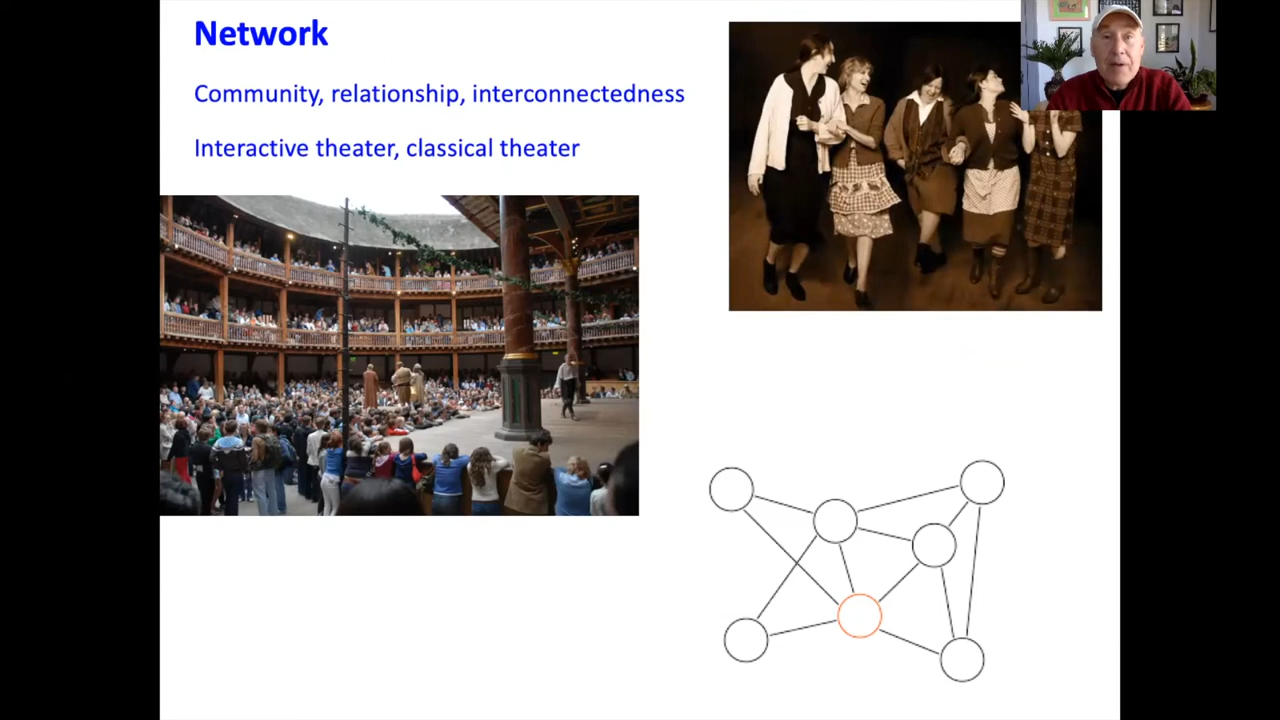 Network
Community, relationship, interconnectedness
Interactive theater, classical theater